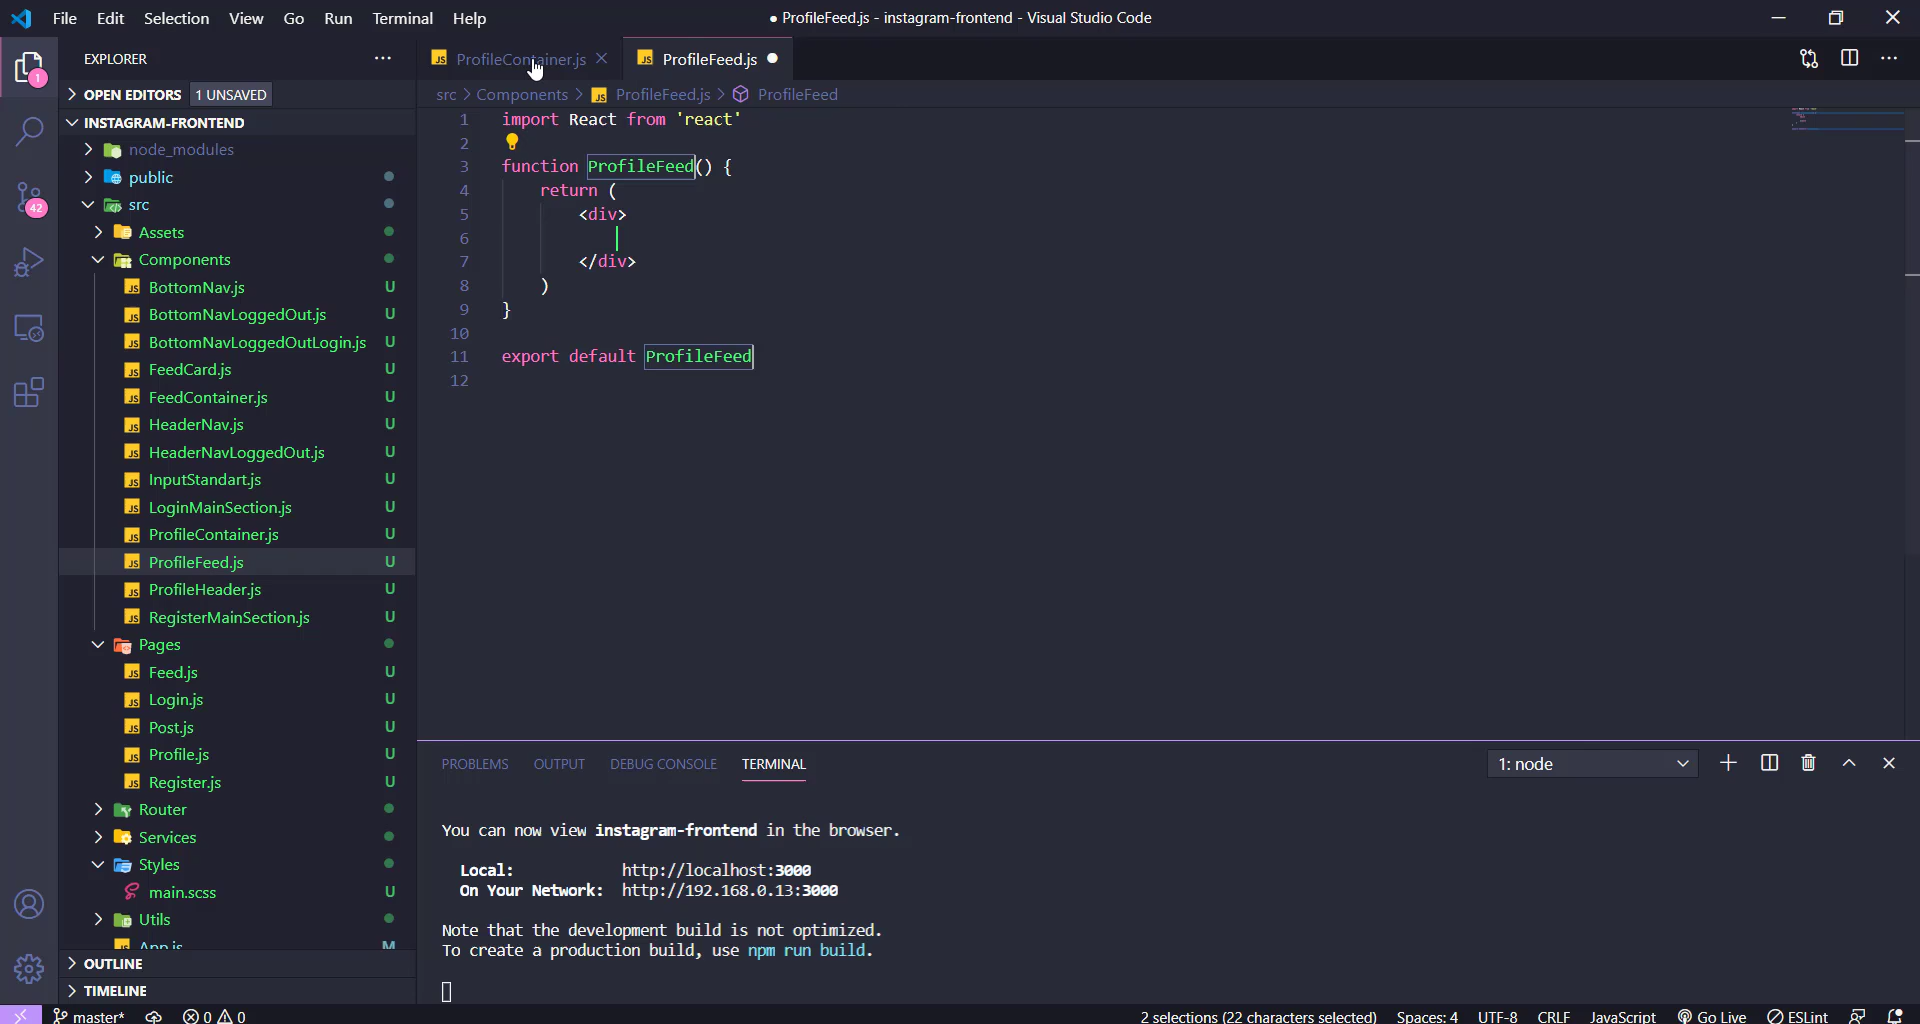 File Edit Selection View Go Run Terminal Help
● ProfileFeed.js - instagram-frontend - Visual Studio Code
EXPLORER
OPEN EDITORS 1 UNSAVED
INSTAGRAM-FRONTEND
node_modules
public
src
Assets
Components
BottomNav.js U
BottomNavLoggedOut.js U
BottomNavLoggedOutLogin.js U
FeedCard.js U
FeedContainer.js U
HeaderNav.js U
HeaderNavLoggedOut.js U
InputStandart.js U
LoginMainSection.js U
ProfileContainer.js U
ProfileFeed.js U
ProfileHeader.js U
RegisterMainSection.js U
Pages
Feed.js U
Login.js U
Post.js U
Profile.js U
Register.js U
Router
Services
Styles
main.scss U
Utils
App.js M
OUTLINE
TIMELINE
1
42
JS ProfileContainer.js
JS ProfileFeed.js
src > Components > JS ProfileFeed.js > ProfileFeed
1 import React from 'react'
2
3 function ProfileFeed() {
4 return (
5 <div>
6
7 </div>
8 )
9 }
10
11 export default ProfileFeed
12
PROBLEMS OUTPUT DEBUG CONSOLE TERMINAL
1: node
You can now view instagram-frontend in the browser.
Local: http://localhost:3000
On Your Network: http://192.168.0.13:3000
Note that the development build is not optimized.
To create a production build, use npm run build.
master* 0 0
2 selections (22 characters selected) Spaces: 4 UTF-8 CRLF JavaScript Go Live ESLint